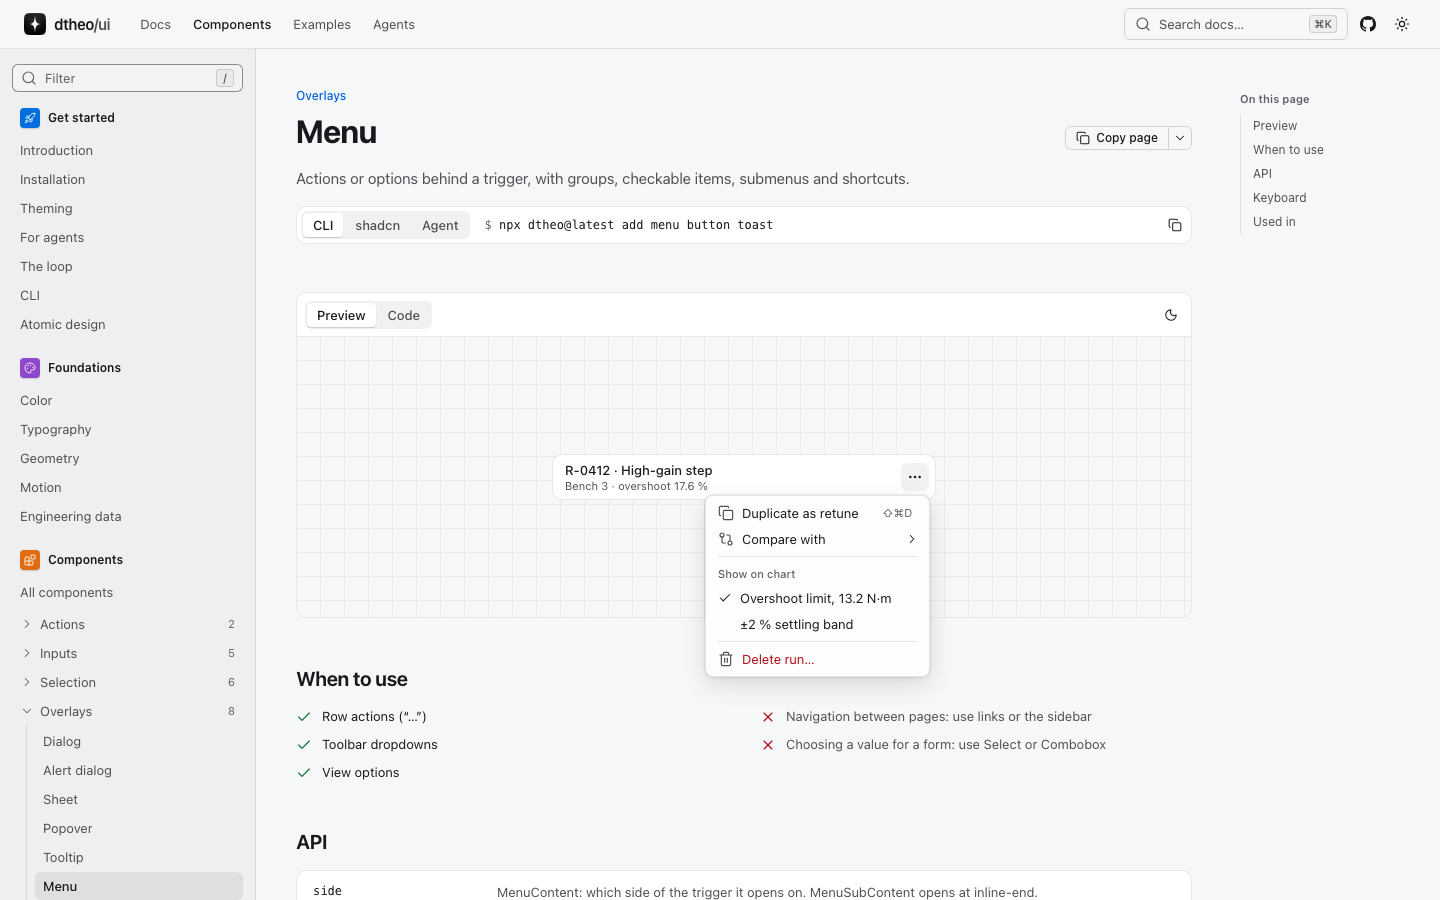 dtheo/ui
Docs
Components
Examples
Agents
Search docs...
⌘K
Filter
/
Get started
Introduction
Installation
Theming
For agents
The loop
CLI
Atomic design
Foundations
Color
Typography
Geometry
Motion
Engineering data
Components
All components
Actions 2
Inputs 5
Selection 6
Overlays 8
Dialog
Alert dialog
Sheet
Popover
Tooltip
Menu
Overlays
Menu
Copy page
Actions or options behind a trigger, with groups, checkable items, submenus and shortcuts.
CLI
shadcn
Agent
$ npx dtheo@latest add menu button toast
Preview
Code
R-0412 · High-gain step
Bench 3 · overshoot 17.6 %
Duplicate as retune ⇧⌘D
Compare with
Show on chart
Overshoot limit, 13.2 N·m
±2 % settling band
Delete run...
When to use
Row actions (“...”)
Toolbar dropdowns
View options
Navigation between pages: use links or the sidebar
Choosing a value for a form: use Select or Combobox
API
side
MenuContent: which side of the trigger it opens on. MenuSubContent opens at inline-end.
On this page
Preview
When to use
API
Keyboard
Used in